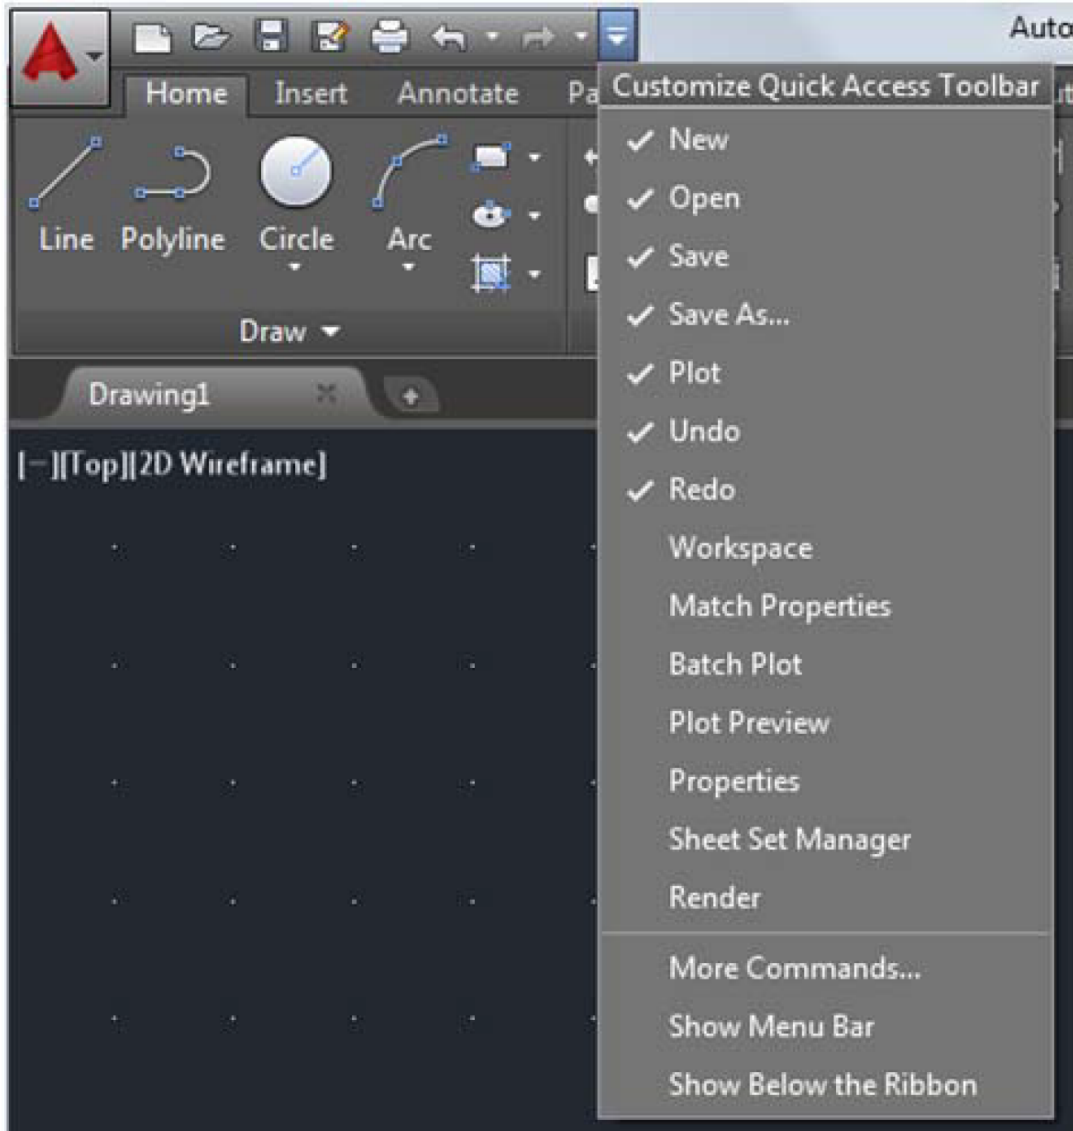 Auto
Home Insert Annotate Pa
Customize Quick Access Toolbar
New
Open
Save
Save As...
Plot
Undo
Redo
Workspace
Match Properties
Batch Plot
Plot Preview
Properties
Sheet Set Manager
Render
More Commands...
Show Menu Bar
Show Below the Ribbon
Line Polyline Circle Arc
Draw
Drawing1
[−][Top][2D Wireframe]